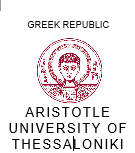 GREEK REPUBLIC
ARISTOTLE
UNIVERSITY OF
THESSALONIKI